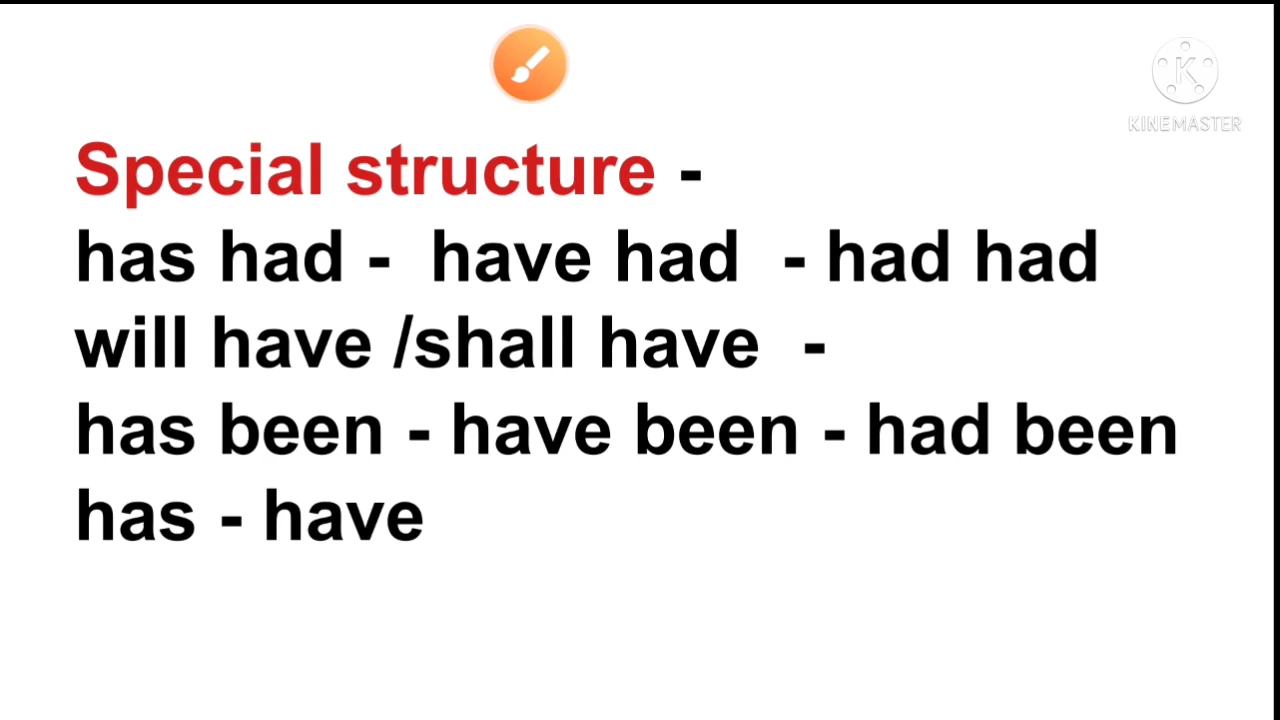 K
KINEMASTER
Special structure -
has had - have had - had had
will have /shall have -
has been - have been - had been
has - have